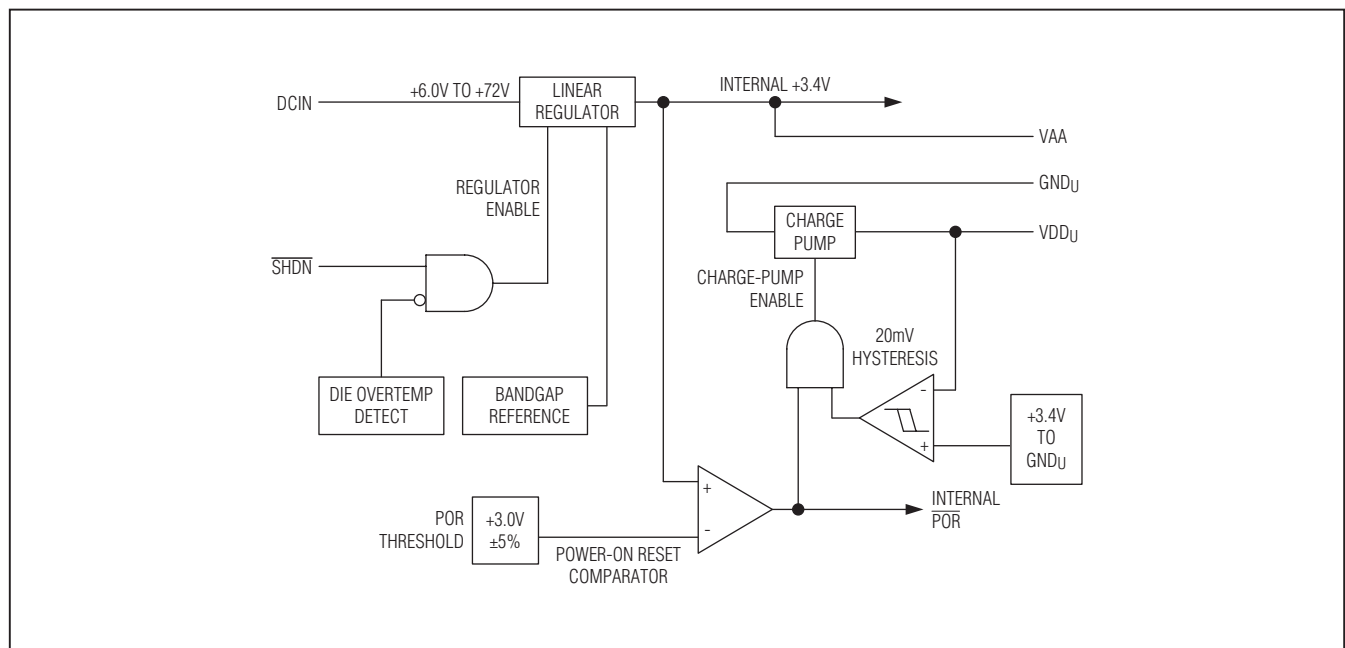 DCIN
+6.0V TO +72V
LINEAR
REGULATOR
INTERNAL +3.4V
VAA
GNDU
REGULATOR
ENABLE
CHARGE
PUMP
VDDU
SHDN
CHARGE-PUMP
ENABLE
20mV
HYSTERESIS
DIE OVERTEMP
DETECT
BANDGAP
REFERENCE
-
+
+3.4V
TO
GNDU
+
-
INTERNAL
POR
POR
THRESHOLD
+3.0V
±5%
POWER-ON RESET
COMPARATOR